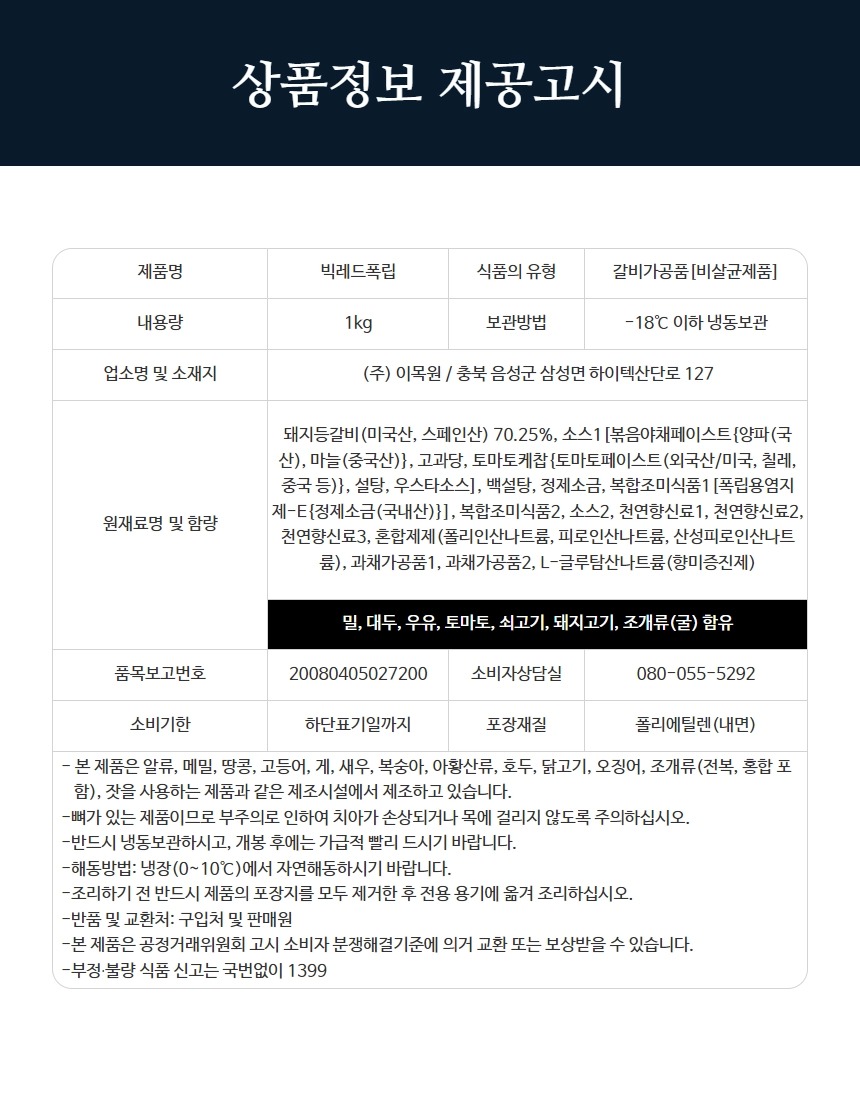 상품정보 제공고시
제품명 빅레드폭립 식품의 유형 갈비가공품[비살균제품]
내용량 1kg 보관방법 -18℃ 이하 냉동보관
업소명 및 소재지 (주) 이목원 / 충북 음성군 삼성면 하이텍산단로 127
원재료명 및 함량
돼지등갈비(미국산, 스페인산) 70.25%, 소스1[볶음야채페이스트{양파(국
산), 마늘(중국산)}, 고과당, 토마토케찹{토마토페이스트(외국산/미국, 칠레,
중국 등)}, 설탕, 우스타소스], 백설탕, 정제소금, 복합조미식품1[폭립용염지
제-E{정제소금(국내산)}], 복합조미식품2, 소스2, 천연향신료1, 천연향신료2,
천연향신료3, 혼합제제(폴리인산나트륨, 피로인산나트륨, 산성피로인산나트
륨), 과채가공품1, 과채가공품2, L-글루탐산나트륨(향미증진제)
밀, 대두, 우유, 토마토, 쇠고기, 돼지고기, 조개류(굴) 함유
품목보고번호 20080405027200 소비자상담실 080-055-5292
소비기한 하단표기일까지 포장재질 폴리에틸렌(내면)
- 본 제품은 알류, 메밀, 땅콩, 고등어, 게, 새우, 복숭아, 아황산류, 호두, 닭고기, 오징어, 조개류(전복, 홍합 포
함), 잣을 사용하는 제품과 같은 제조시설에서 제조하고 있습니다.
-뼈가 있는 제품이므로 부주의로 인하여 치아가 손상되거나 목에 걸리지 않도록 주의하십시오.
-반드시 냉동보관하시고, 개봉 후에는 가급적 빨리 드시기 바랍니다.
-해동방법: 냉장(0~10℃)에서 자연해동하시기 바랍니다.
-조리하기 전 반드시 제품의 포장지를 모두 제거한 후 전용 용기에 옮겨 조리하십시오.
-반품 및 교환처: 구입처 및 판매원
-본 제품은 공정거래위원회 고시 소비자 분쟁해결기준에 의거 교환 또는 보상받을 수 있습니다.
-부정·불량 식품 신고는 국번없이 1399